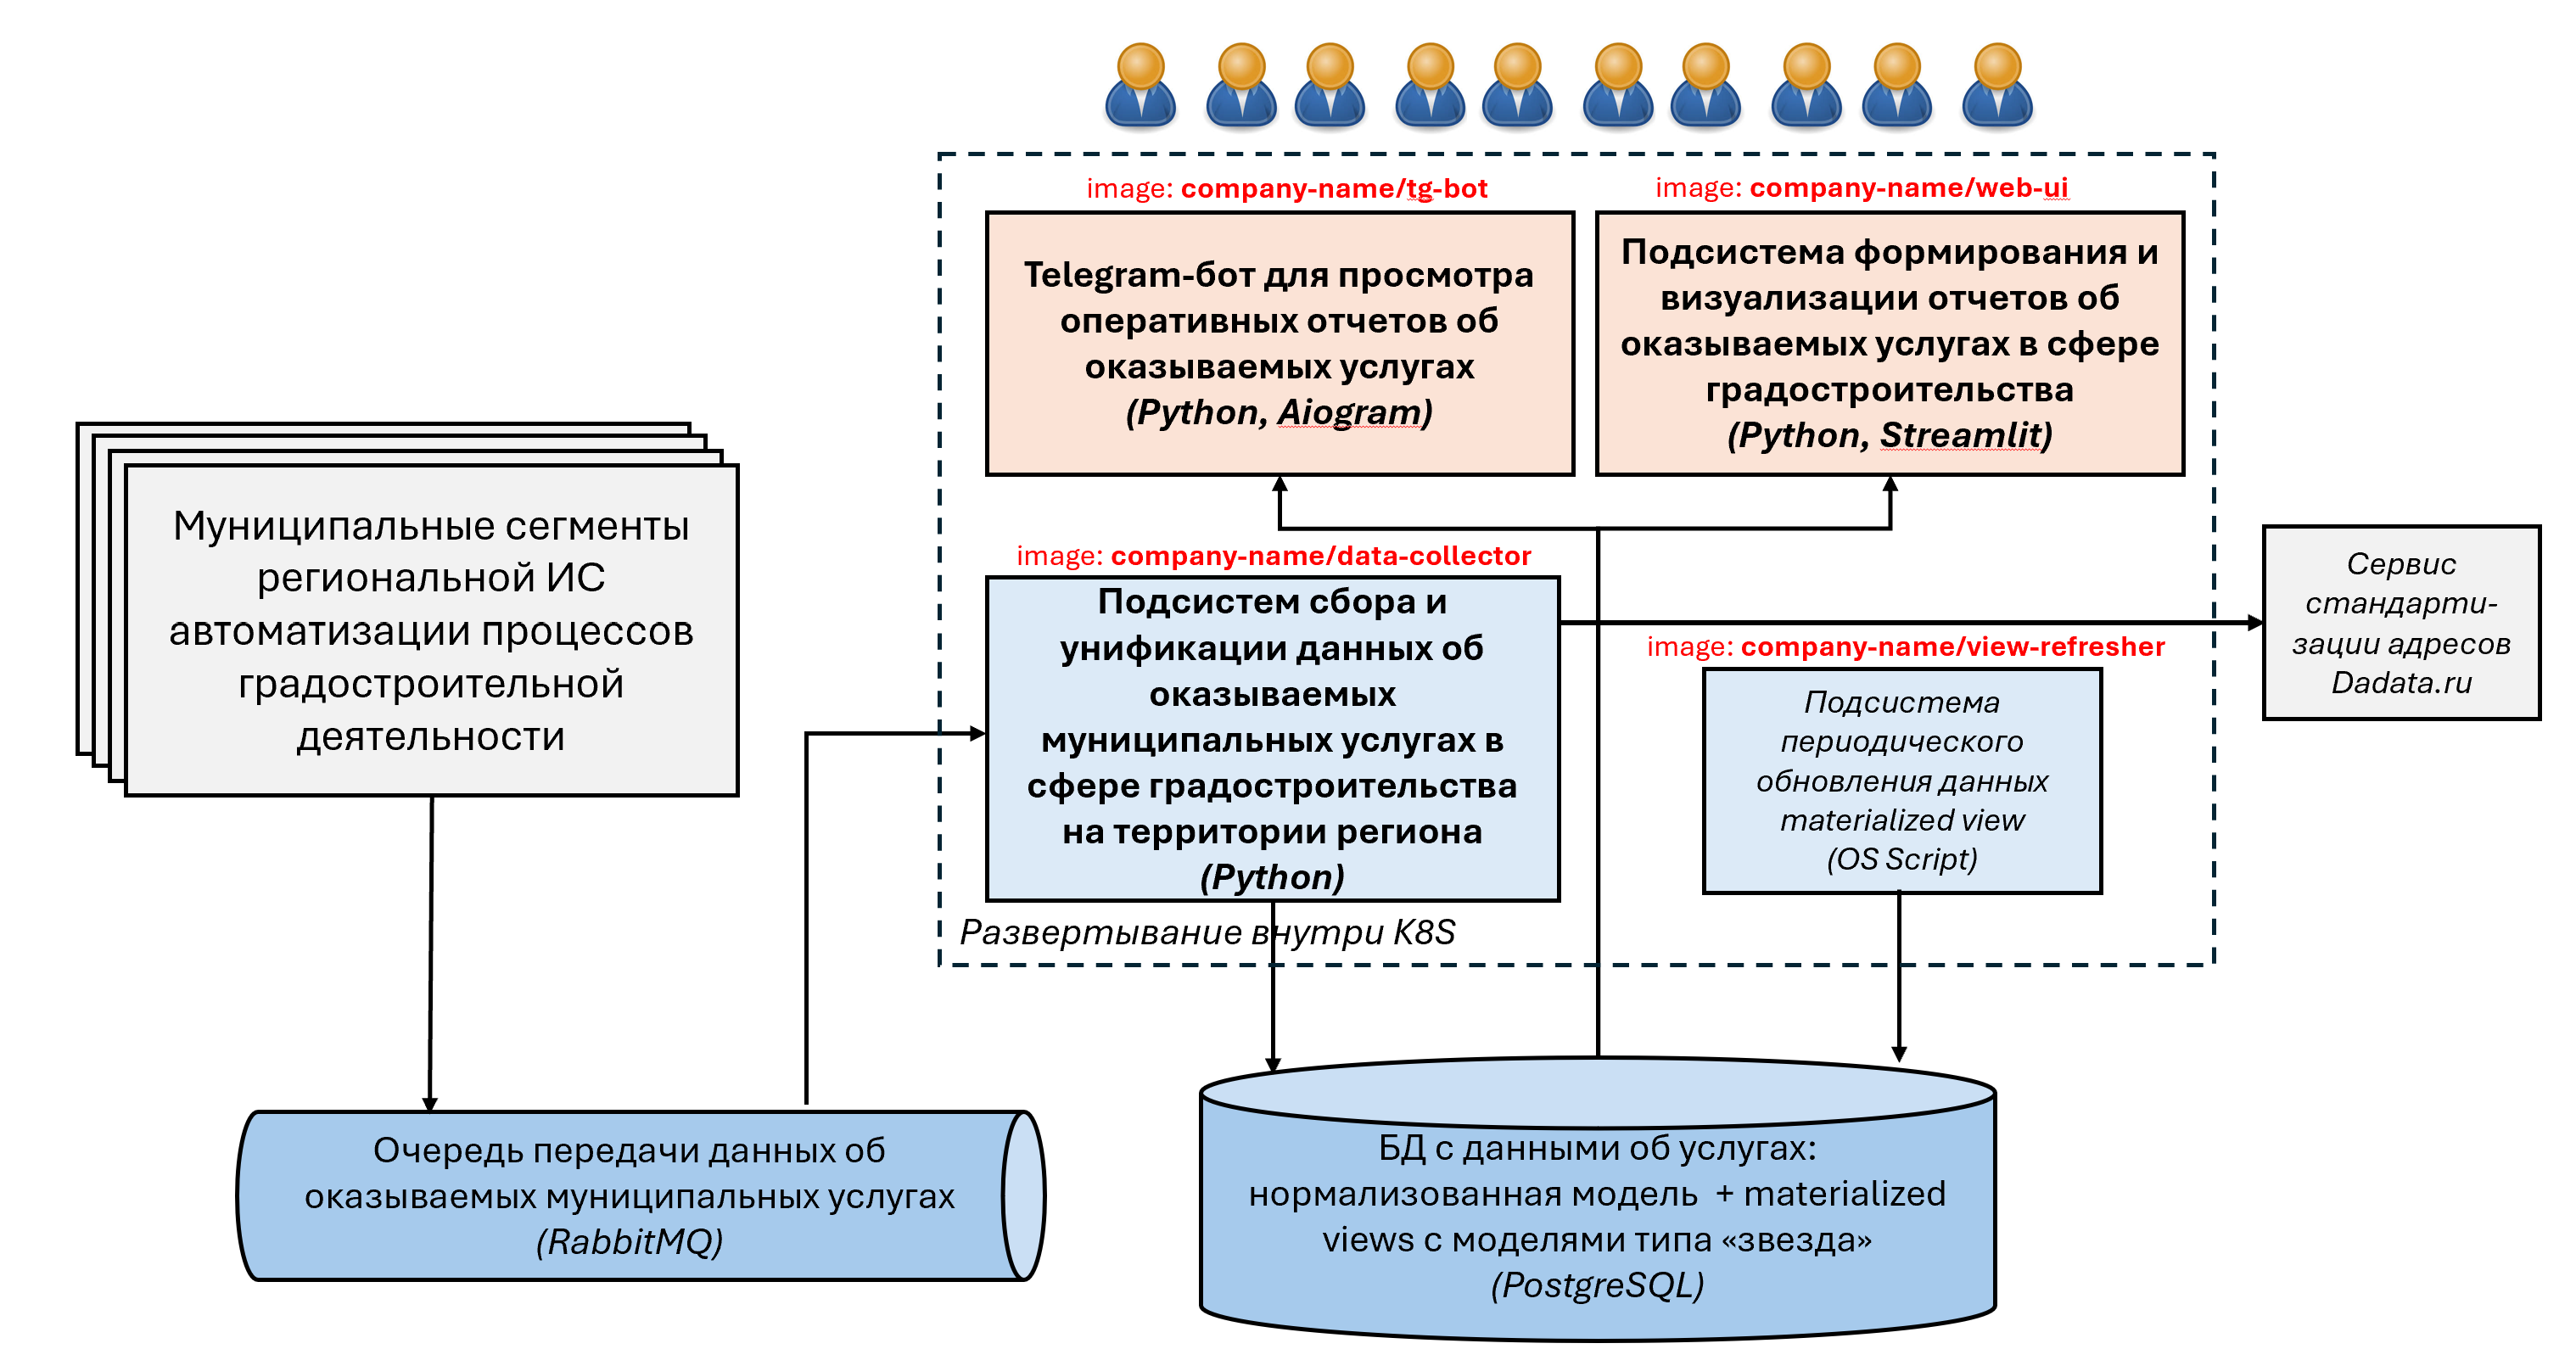 image: company-name/tg-bot
image: company-name/web-ui
Telegram-бот для просмотра
оперативных отчетов об
оказываемых услугах
(Python, Aiogram)
Подсистема формирования и
визуализации отчетов об
оказываемых услугах в сфере
градостроительства
(Python, Streamlit)
Муниципальные сегменты
региональной ИС
автоматизации процессов
градостроительной
деятельности
image: company-name/data-collector
Подсистем сбора и
унификации данных об
оказываемых
муниципальных услугах в
сфере градостроительства
на территории региона
(Python)
image: company-name/view-refresher
Подсистема
периодического
обновления данных
materialized view
(OS Script)
Сервис
стандарти-
зации адресов
Dadata.ru
Развертывание внутри K8S
Очередь передачи данных об
оказываемых муниципальных услугах
(RabbitMQ)
БД с данными об услугах:
нормализованная модель + materialized
views с моделями типа «звезда»
(PostgreSQL)